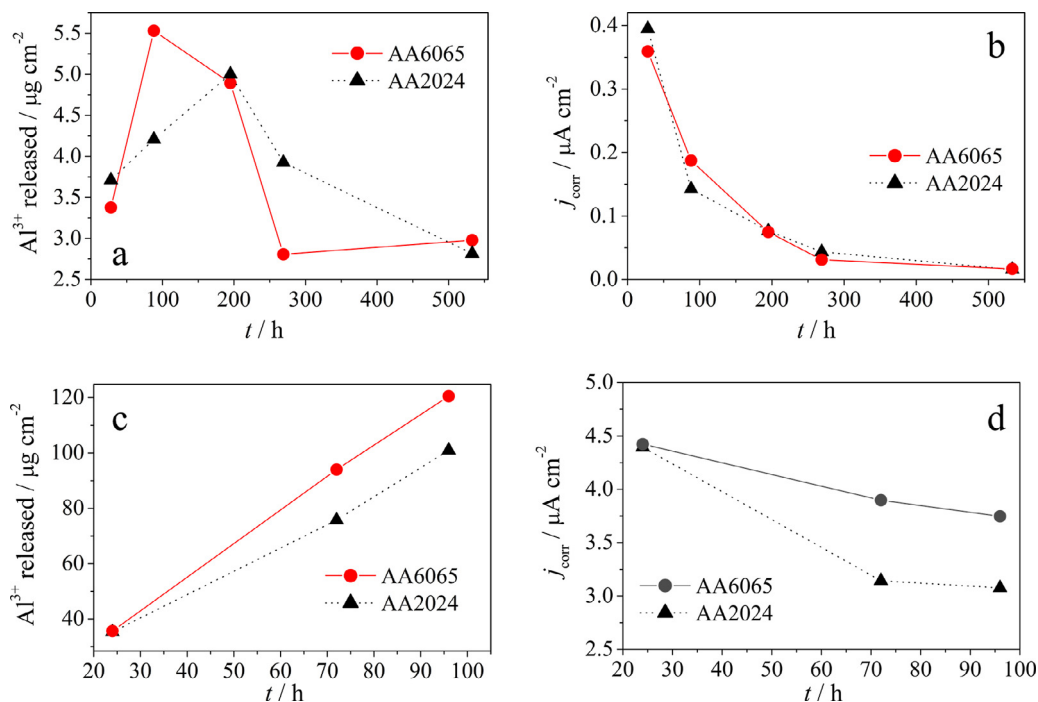 Al³⁺ released / µg cm⁻²
6.0
5.5
5.0
4.5
4.0
3.5
3.0
2.5
0 100 200 300 400 500
t / h
a
AA6065
AA2024
j_corr / µA cm⁻²
0.4
0.3
0.2
0.1
0.0
0 100 200 300 400 500
t / h
b
AA6065
AA2024
Al³⁺ released / µg cm⁻²
120
100
80
60
40
20 30 40 50 60 70 80 90 100
t / h
c
AA6065
AA2024
j_corr / µA cm⁻²
5.0
4.5
4.0
3.5
3.0
2.5
20 30 40 50 60 70 80 90 100
t / h
d
AA6065
AA2024